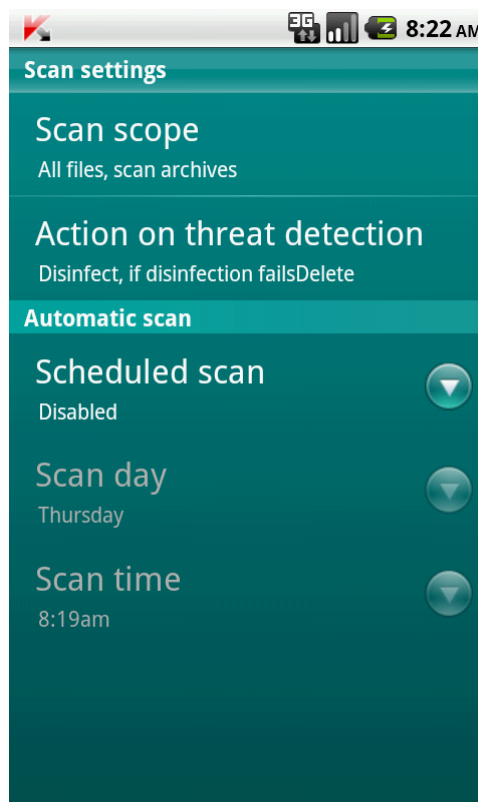 3G 8:22 AM
Scan settings
Scan scope
All files, scan archives
Action on threat detection
Disinfect, if disinfection failsDelete
Automatic scan
Scheduled scan
Disabled
Scan day
Thursday
Scan time
8:19am